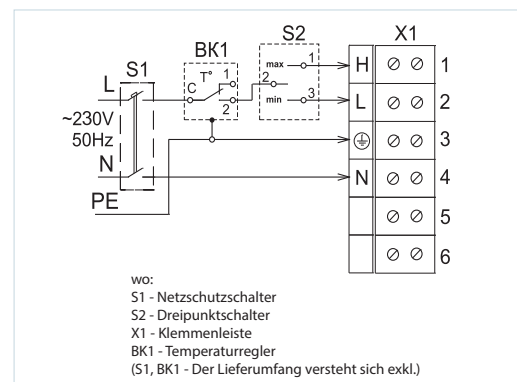 S2
X1
BK1
S1
L
~230V
50Hz
N
PE
T°
C
1
2
max
2
min
1
3
H
1
L
2
3
N
4
5
6
wo:
S1 - Netzschutzschalter
S2 - Dreipunktschalter
X1 - Klemmenleiste
BK1 - Temperaturregler
(S1, BK1 - Der Lieferumfang versteht sich exkl.)